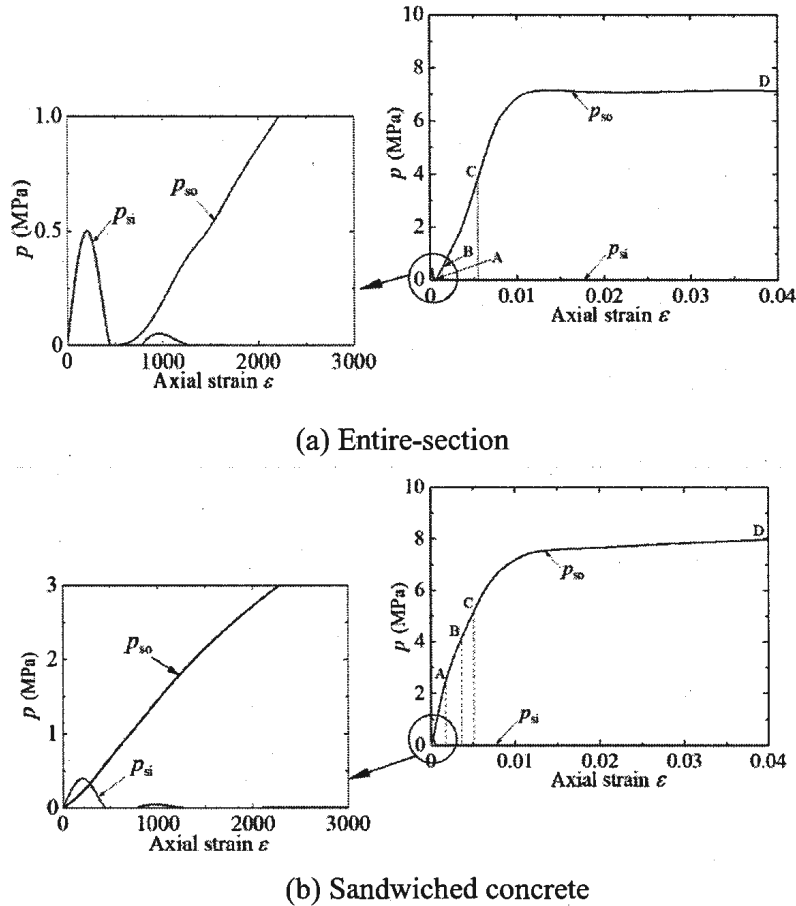 10
8
6
4
2
0
p (MPa)
D
p_so
C
B
A
p_si
0 0.01 0.02 0.03 0.04
Axial strain ε
1.0
0.5
0
p (MPa)
p_so
p_si
0 1000 2000 3000
Axial strain ε
(a) Entire-section
10
8
6
4
2
0
p (MPa)
D
p_so
C
B
A
p_si
0 0.01 0.02 0.03 0.04
Axial strain ε
3
2
1
0
p (MPa)
p_so
p_si
0 1000 2000 3000
Axial strain ε
(b) Sandwiched concrete